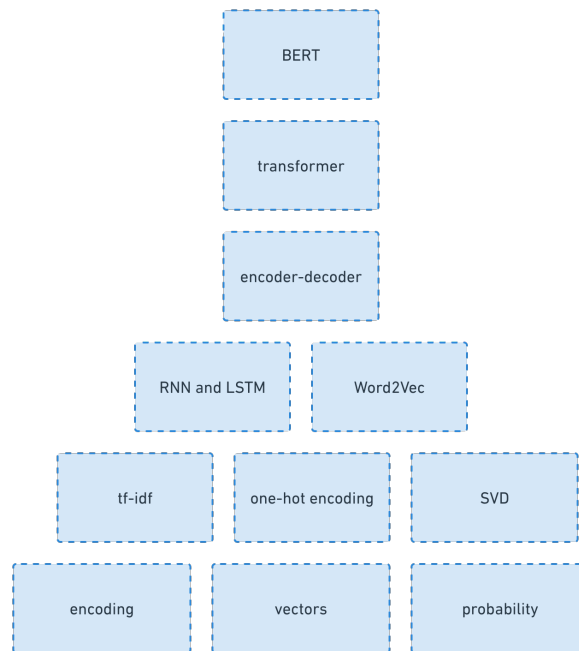 BERT
transformer
encoder-decoder
RNN and LSTM
Word2Vec
tf-idf
one-hot encoding
SVD
encoding
vectors
probability